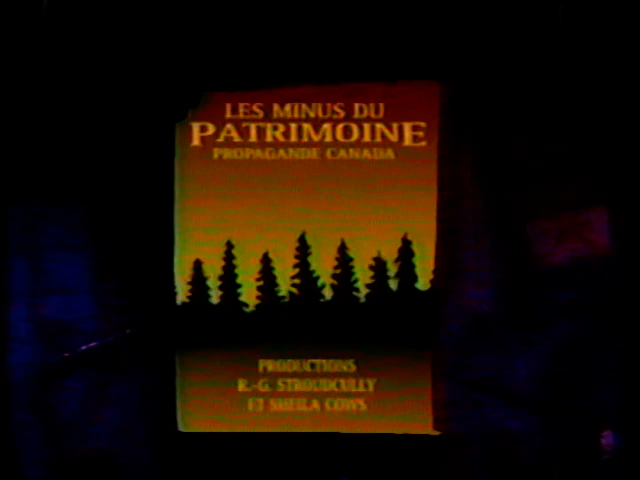 LES MINUS DU
PATRIMOINE
PROPAGANDE CANADA
PRODUCTIONS
R.-G. STROUDCULLY
ET SHEILA COWS